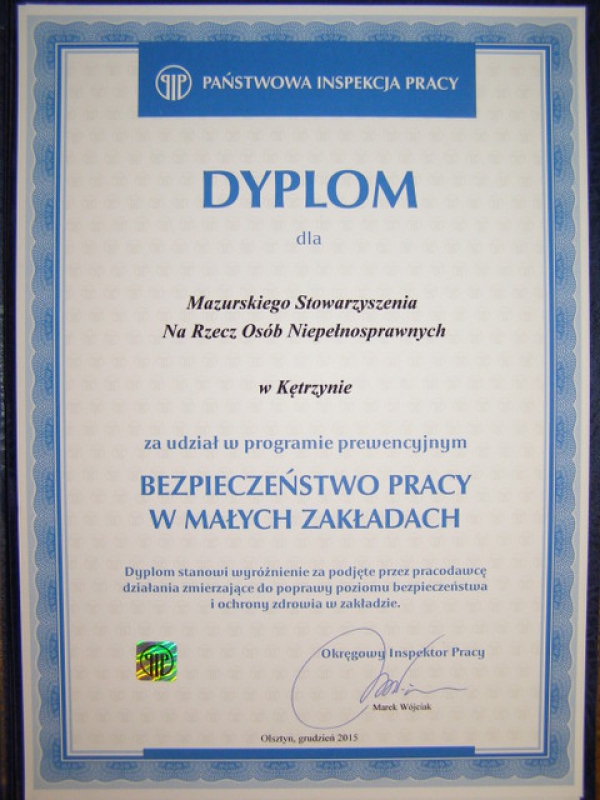 PIP PAŃSTWOWA INSPEKCJA PRACY
DYPLOM
dla
Mazurskiego Stowarzyszenia
Na Rzecz Osób Niepełnosprawnych
w Kętrzynie
za udział w programie prewencyjnym
BEZPIECZEŃSTWO PRACY
W MAŁYCH ZAKŁADACH
Dyplom stanowi wyróżnienie za podjęte przez pracodawcę
działania zmierzające do poprawy poziomu bezpieczeństwa
i ochrony zdrowia w zakładzie.
PIP
Okręgowy Inspektor Pracy
Marek Wójciak
Olsztyn, grudzień 2015